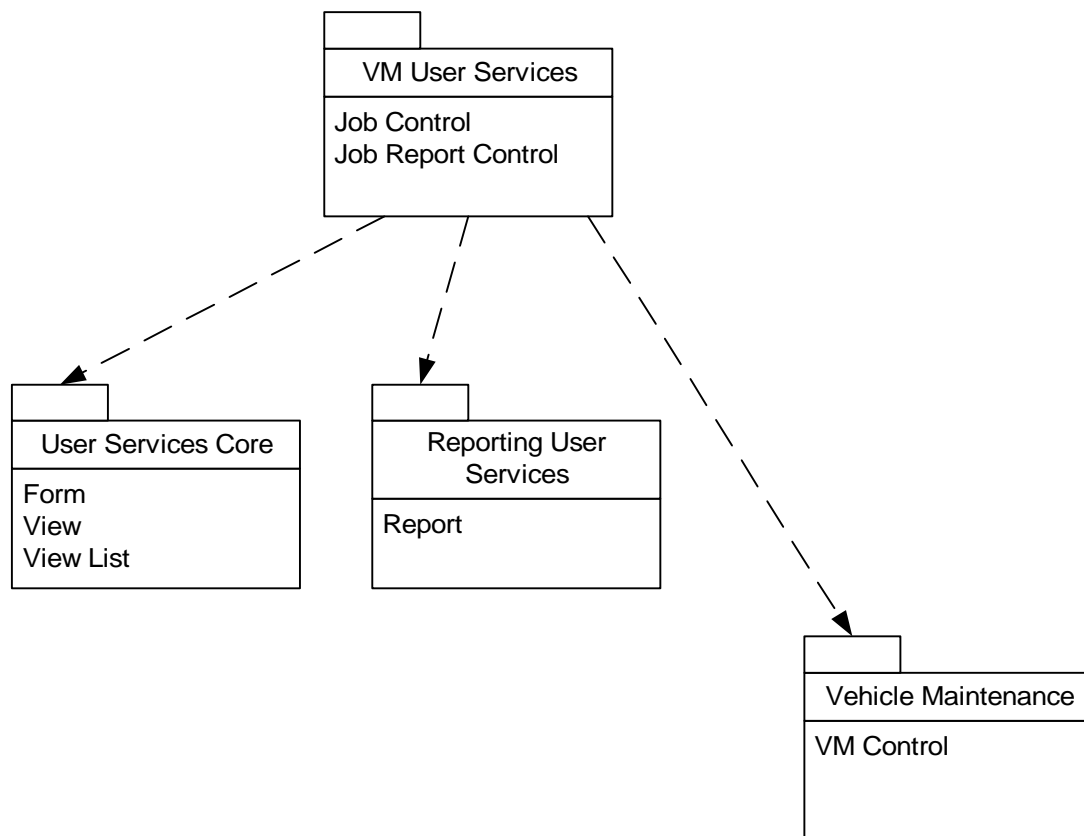 VM User Services
Job Control
Job Report Control
User Services Core
Form
View
View List
Reporting User
Services
Report
Vehicle Maintenance
VM Control